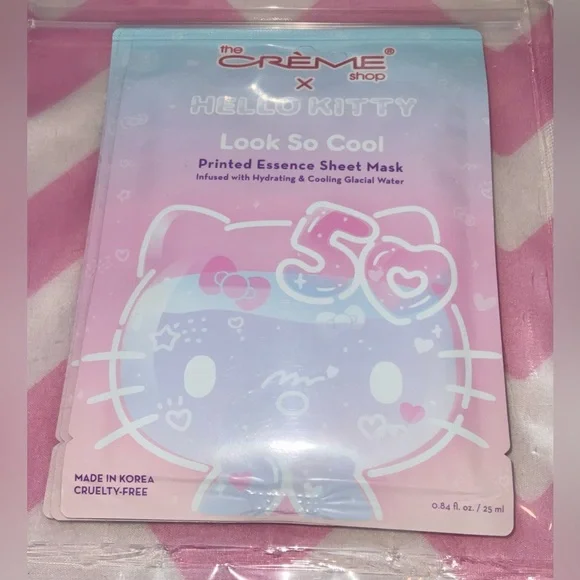 the
CRÈME®
shop
X
HELLO KITTY
Look So Cool
Printed Essence Sheet Mask
Infused with Hydrating & Cooling Glacial Water
50
MADE IN KOREA
CRUELTY-FREE
0.84 fl. oz. / 25 ml